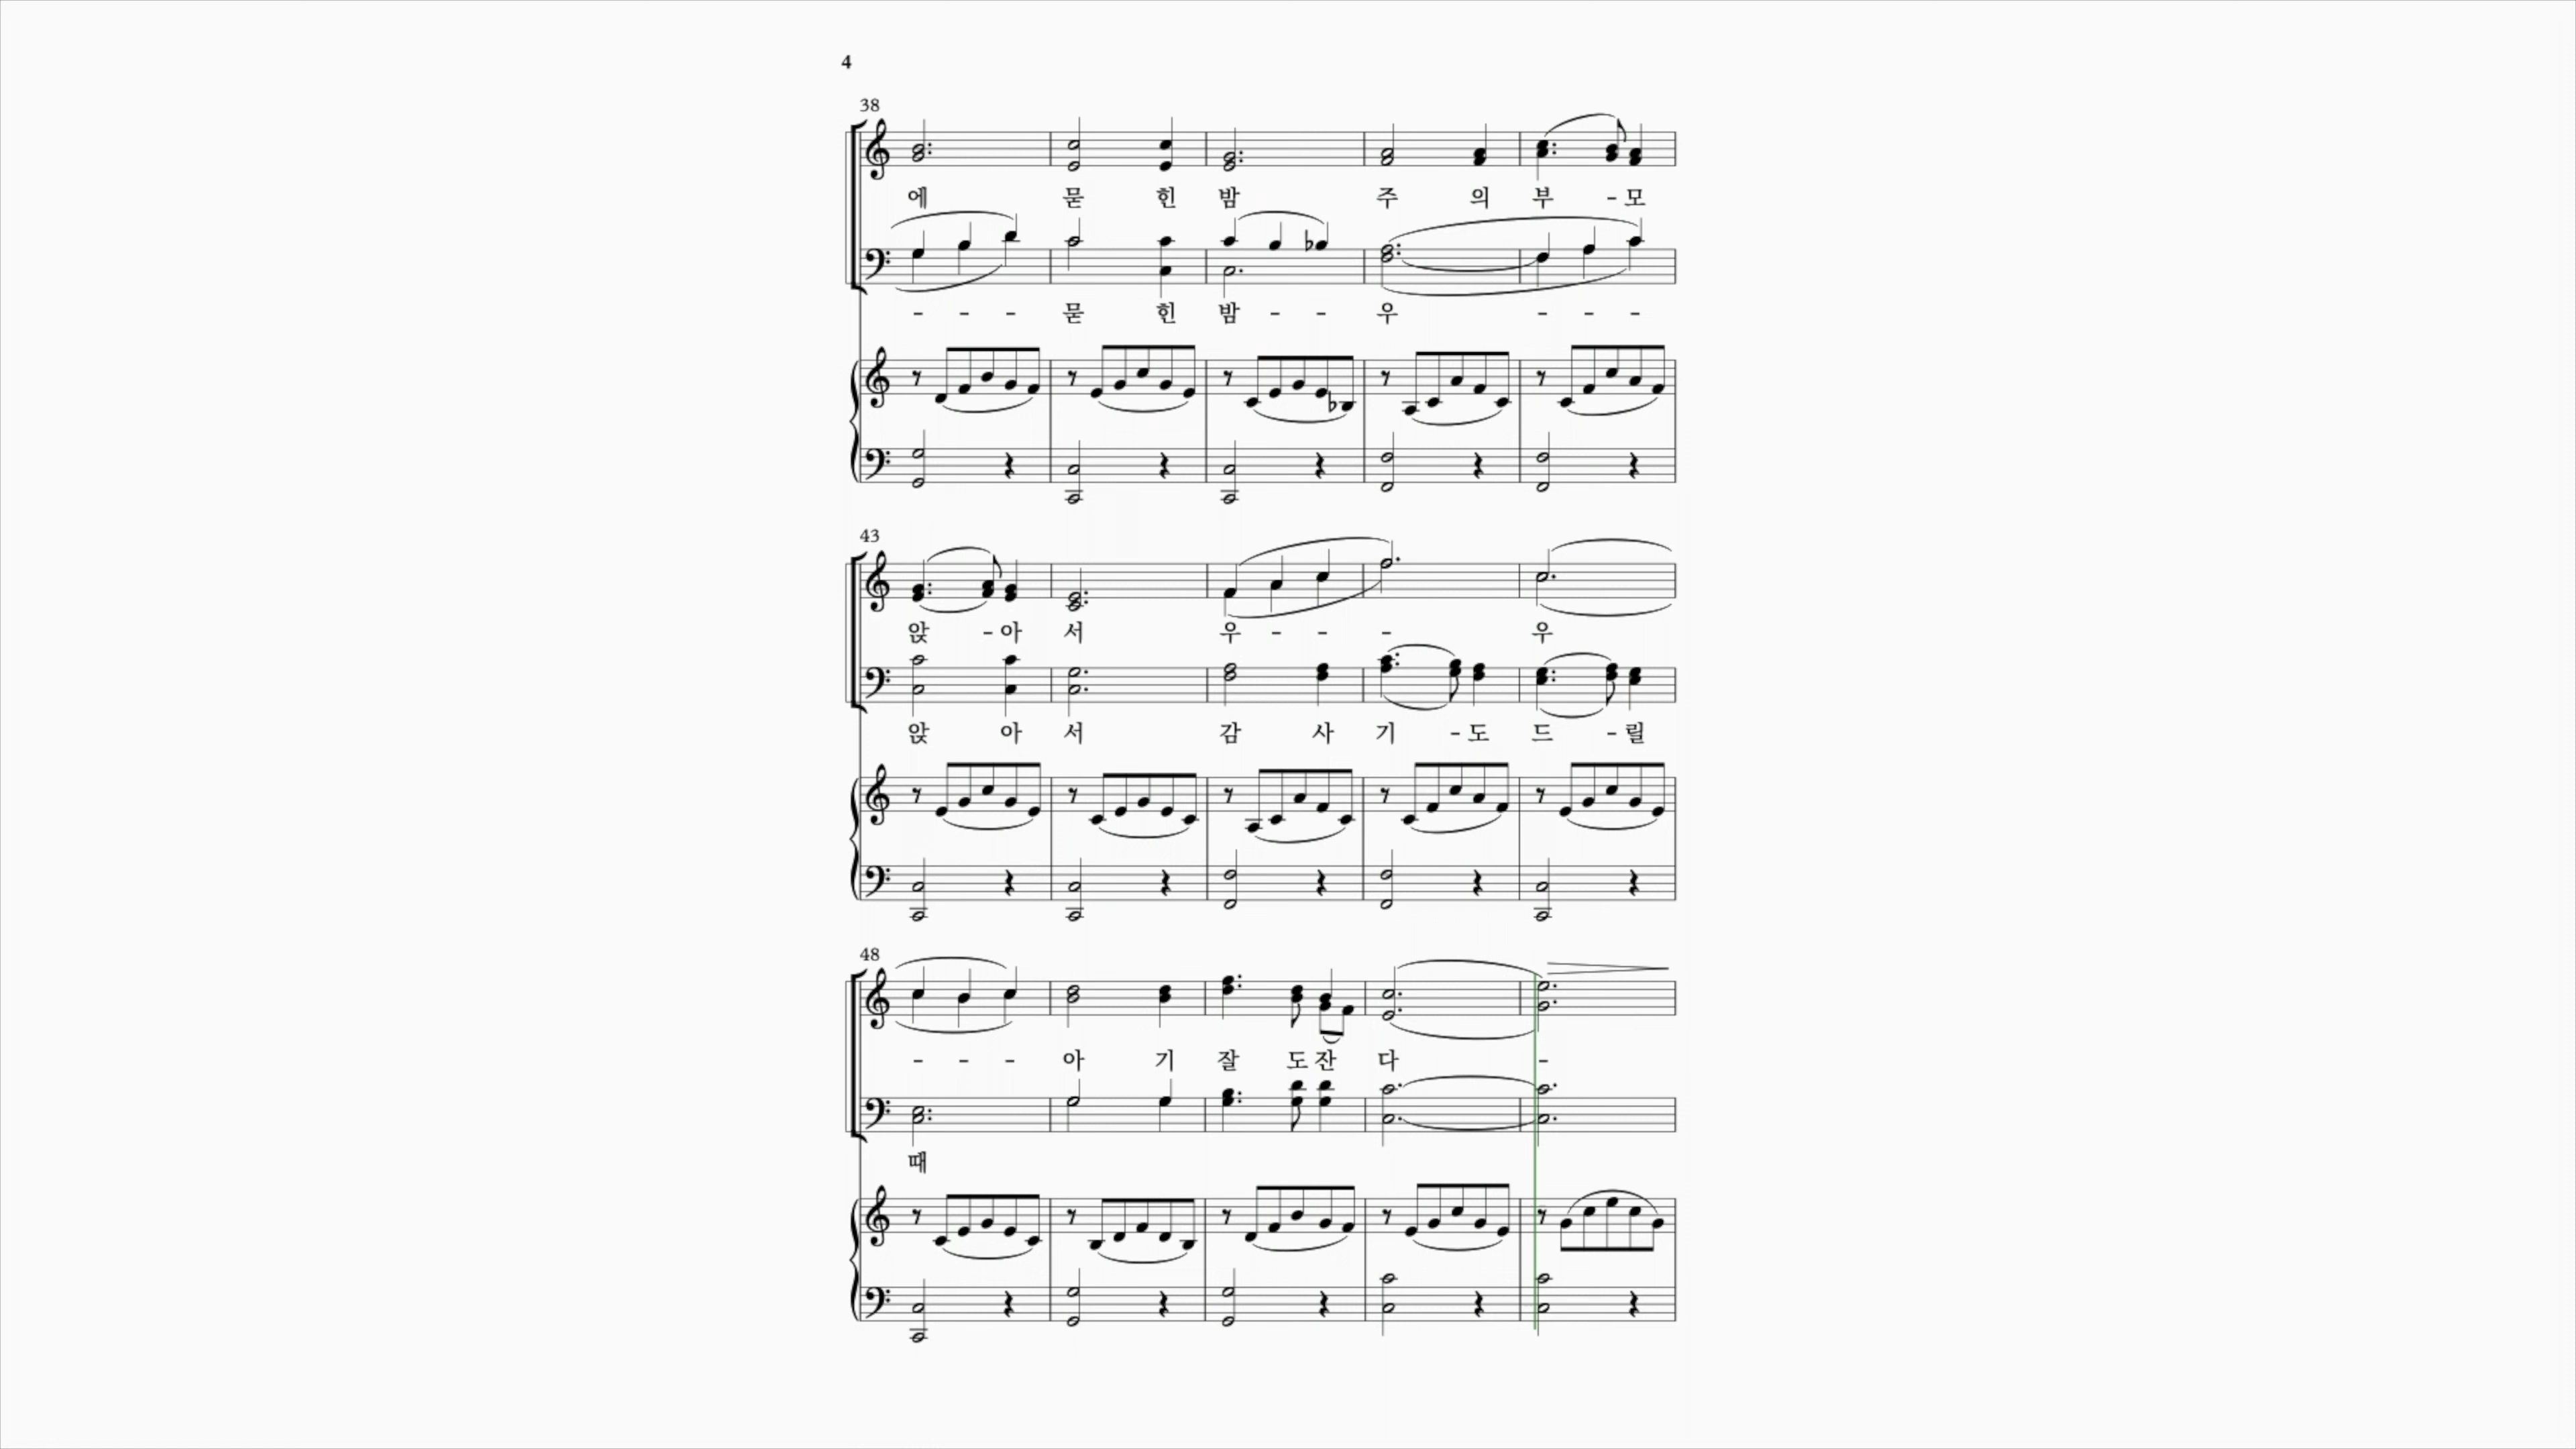 4
38
에 묻 힌 밤 주 의 부 - 모
- - - 묻 힌 밤 - - 우 - - -
43
앉 - 아 서 우 - - - 우
앉 아 서 감 사 기 - 도 드 - 릴
48
- - - 아 기 잘 도 잔 다 -
때